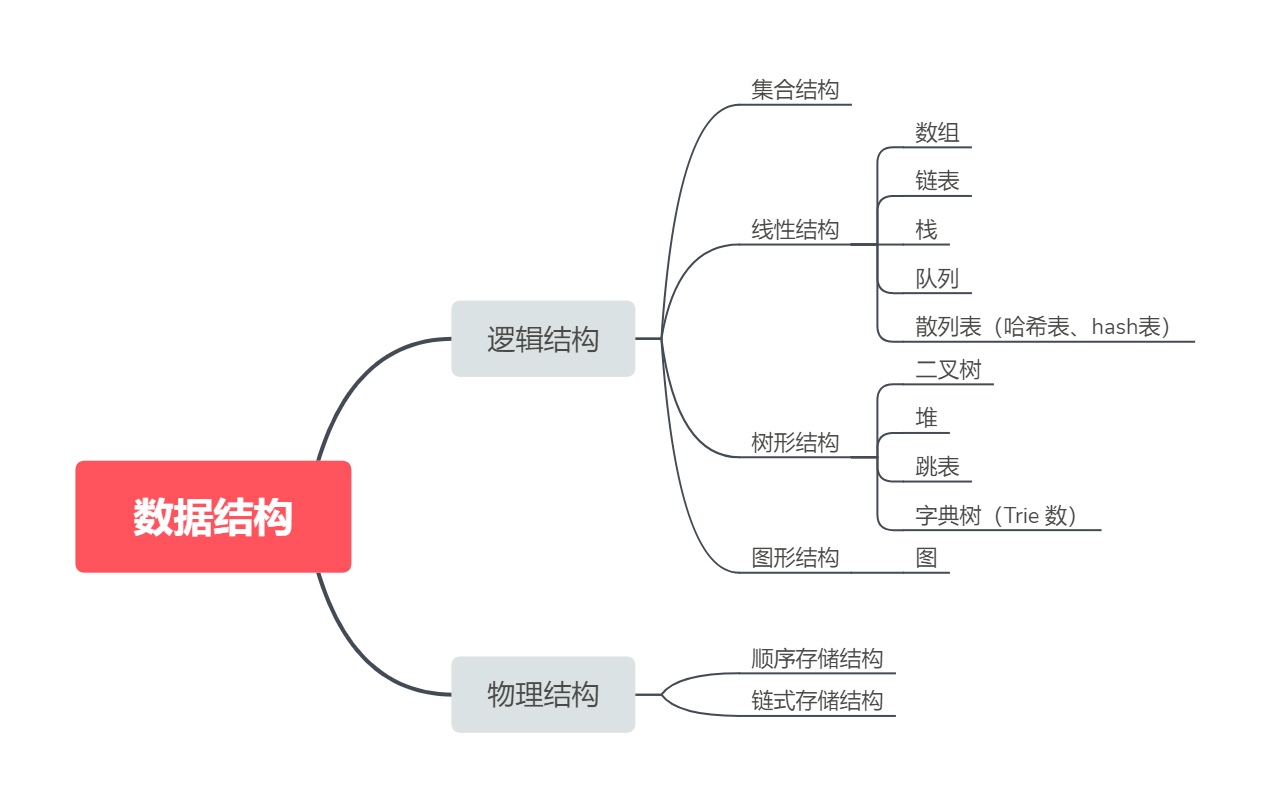 数据结构
逻辑结构
集合结构
线性结构
数组
链表
栈
队列
散列表（哈希表、hash表）
树形结构
二叉树
堆
跳表
字典树（Trie 数）
图形结构
图
物理结构
顺序存储结构
链式存储结构